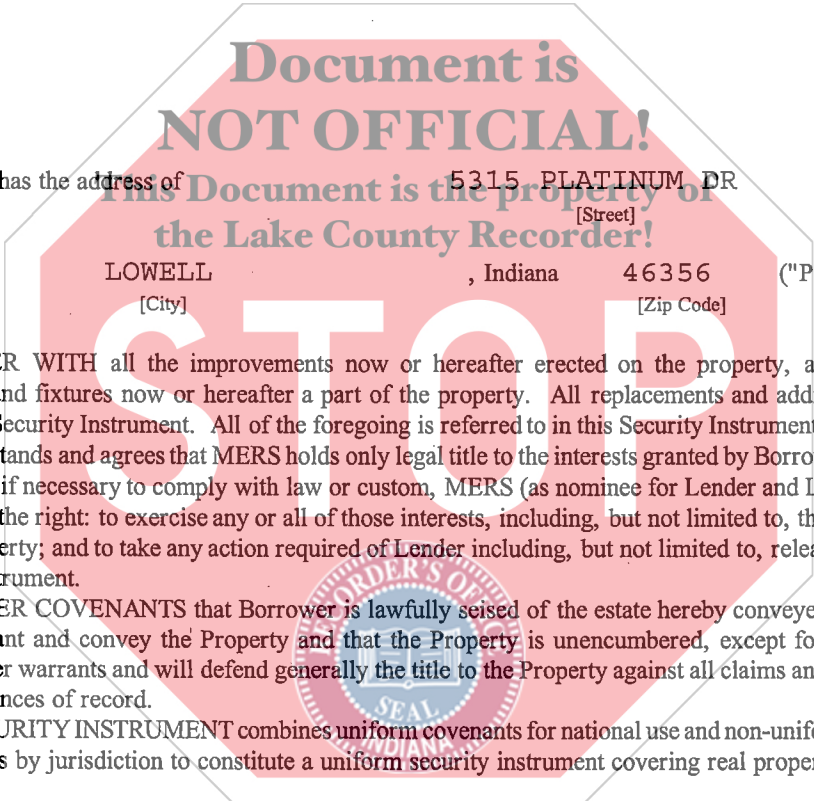 Document is
NOT OFFICIAL!
has the address of 5315 PLATINUM DR
This Document is the property of
[Street]
the Lake County Recorder!
LOWELL , Indiana 46356 ("P
[City] [Zip Code]
STOP
ER WITH all the improvements now or hereafter erected on the property, a
nd fixtures now or hereafter a part of the property. All replacements and add
Security Instrument. All of the foregoing is referred to in this Security Instrument
tands and agrees that MERS holds only legal title to the interests granted by Borro
if necessary to comply with law or custom, MERS (as nominee for Lender and L
the right: to exercise any or all of those interests, including, but not limited to, th
erty; and to take any action required of Lender including, but not limited to, relea
rument.
RECORDER'S OFFICE
ER COVENANTS that Borrower is lawfully seised of the estate hereby conveye
nt and convey the Property and that the Property is unencumbered, except fo
er warrants and will defend generally the title to the Property against all claims an
nces of record.
SEAL
URITY INSTRUMENT combines uniform covenants for national use and non-unif
INDIANA
s by jurisdiction to constitute a uniform security instrument covering real proper